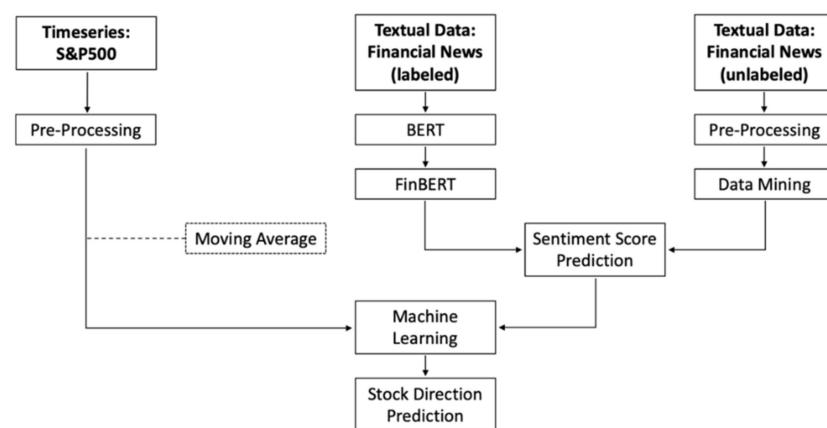 Timeseries:
S&P500
Textual Data:
Financial News
(labeled)
Textual Data:
Financial News
(unlabeled)
Pre-Processing
BERT
Pre-Processing
FinBERT
Data Mining
Moving Average
Sentiment Score
Prediction
Machine
Learning
Stock Direction
Prediction